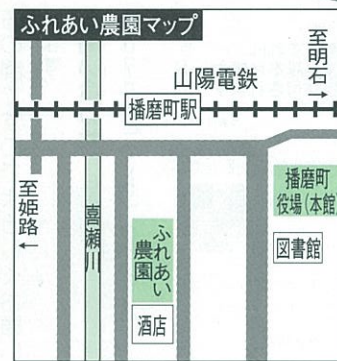 ふれあい農園マップ
至明石→
山陽電鉄
播磨町駅
至姫路←
喜瀬川
ふれあい
農園
酒店
播磨町
役場(本館)
図書館